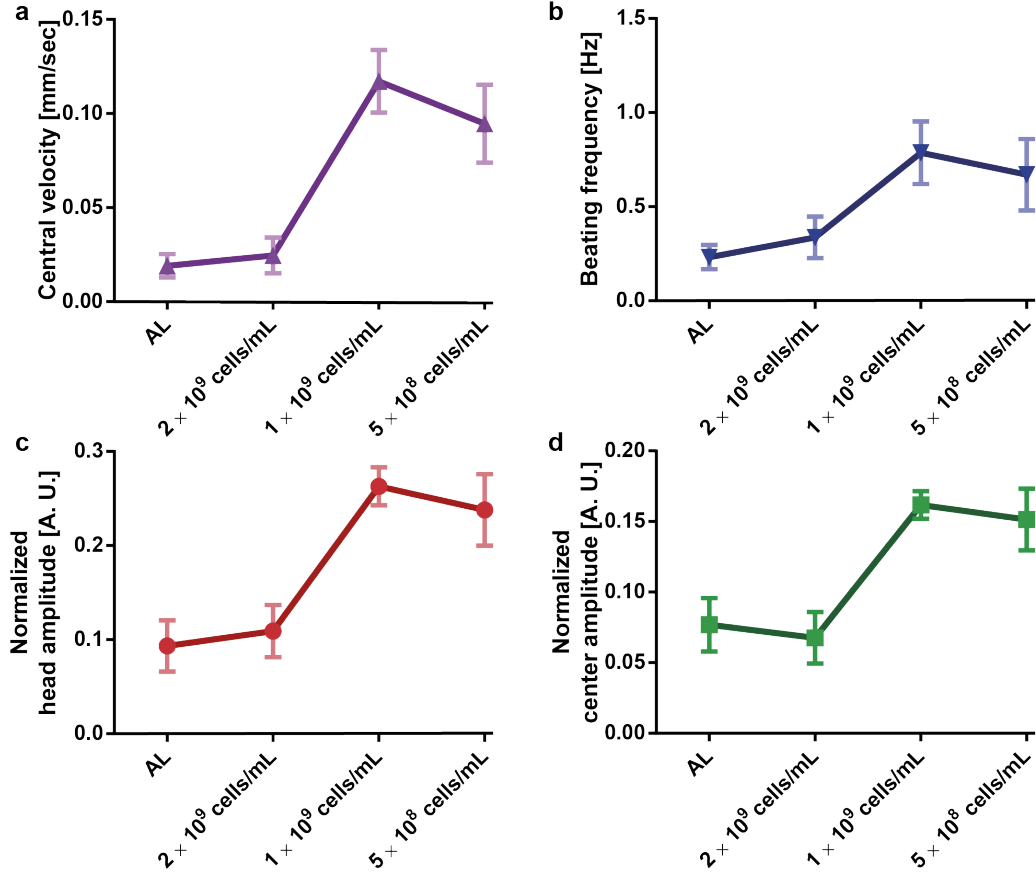 a
Central velocity [mm/sec]
0.15
0.10
0.05
0.00
AL
2 × 10⁹ cells/mL
1 × 10⁹ cells/mL
5 × 10⁸ cells/mL
b
Beating frequency [Hz]
1.5
1.0
0.5
0.0
AL
2 × 10⁹ cells/mL
1 × 10⁹ cells/mL
5 × 10⁸ cells/mL
c
Normalized
head amplitude [A. U.]
0.3
0.2
0.1
0.0
AL
2 × 10⁹ cells/mL
1 × 10⁹ cells/mL
5 × 10⁸ cells/mL
d
Normalized
center amplitude [A. U.]
0.20
0.15
0.10
0.05
0.00
AL
2 × 10⁹ cells/mL
1 × 10⁹ cells/mL
5 × 10⁸ cells/mL